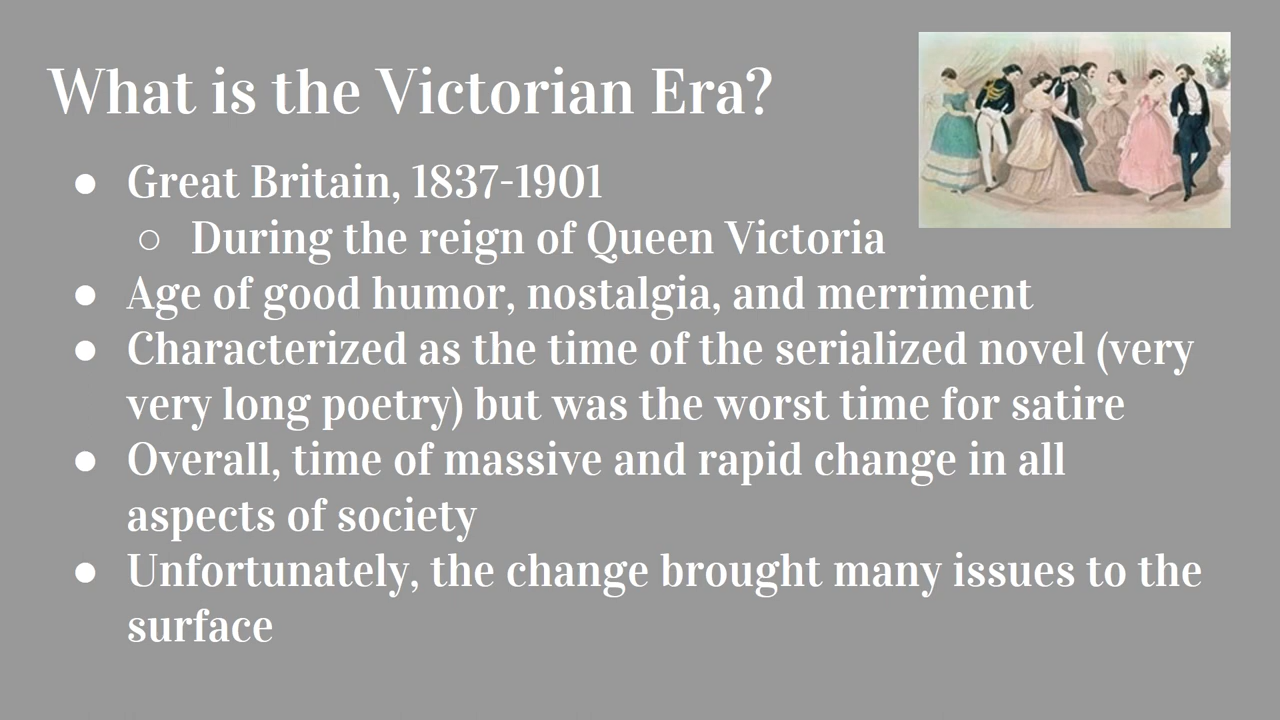 What is the Victorian Era?
● Great Britain, 1837-1901
○ During the reign of Queen Victoria
● Age of good humor, nostalgia, and merriment
● Characterized as the time of the serialized novel (very
very long poetry) but was the worst time for satire
● Overall, time of massive and rapid change in all
aspects of society
● Unfortunately, the change brought many issues to the
surface